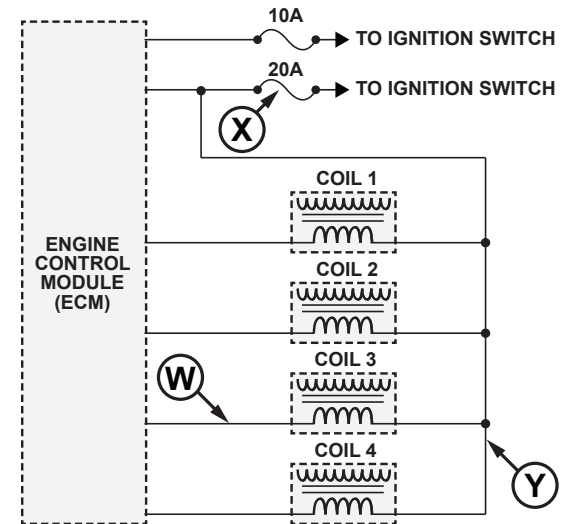 10A
TO IGNITION SWITCH
20A
TO IGNITION SWITCH
X
COIL 1
ENGINE
CONTROL
MODULE
(ECM)
COIL 2
COIL 3
W
COIL 4
Y